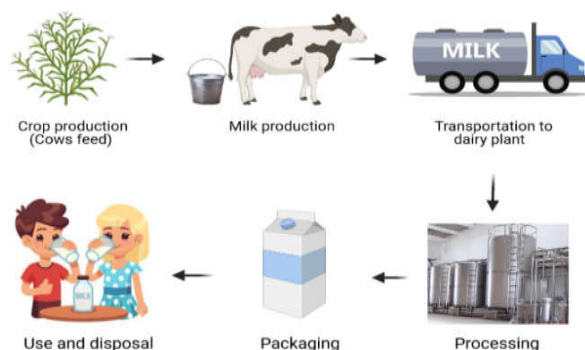 MILK
Crop production
(Cows feed)
Milk production
Transportation to
dairy plant
MILK
Use and disposal
Packaging
Processing